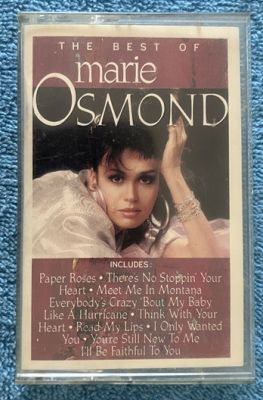 THE BEST OF
marie
OSMOND
INCLUDES:
Paper Roses • There's No Stoppin' Your
Heart • Meet Me In Montana
Everybody's Crazy 'Bout My Baby
Like A Hurricane • Think With Your
Heart • Read My Lips • I Only Wanted
You • You're Still New To Me
I'll Be Faithful To You